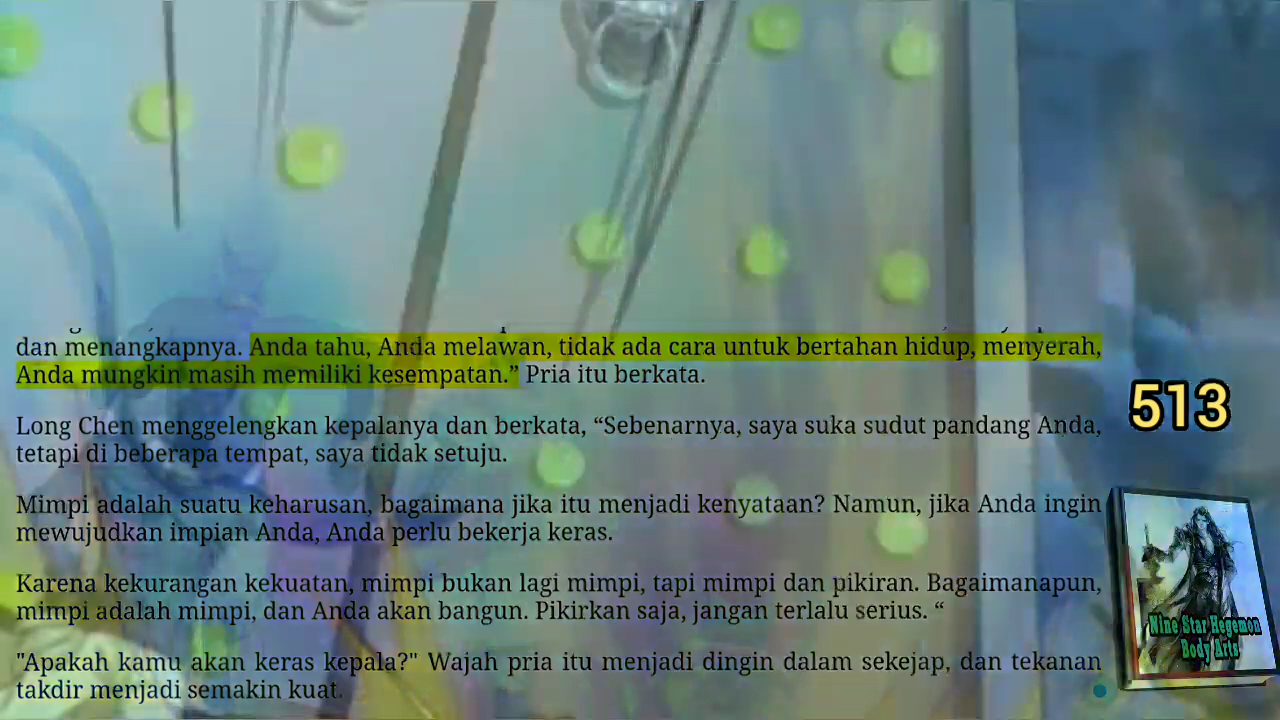 dan menangkapnya. Anda tahu, Anda melawan, tidak ada cara untuk bertahan hidup, menyerah,
Anda mungkin masih memiliki kesempatan.” Pria itu berkata.
Long Chen menggelengkan kepalanya dan berkata, “Sebenarnya, saya suka sudut pandang Anda,
tetapi di beberapa tempat, saya tidak setuju.
Mimpi adalah suatu keharusan, bagaimana jika itu menjadi kenyataan? Namun, jika Anda ingin
mewujudkan impian Anda, Anda perlu bekerja keras.
Karena kekurangan kekuatan, mimpi bukan lagi mimpi, tapi mimpi dan pikiran. Bagaimanapun,
mimpi adalah mimpi, dan Anda akan bangun. Pikirkan saja, jangan terlalu serius. “
"Apakah kamu akan keras kepala?" Wajah pria itu menjadi dingin dalam sekejap, dan tekanan
takdir menjadi semakin kuat.
513
Nine Star Hegemon
Body Arts